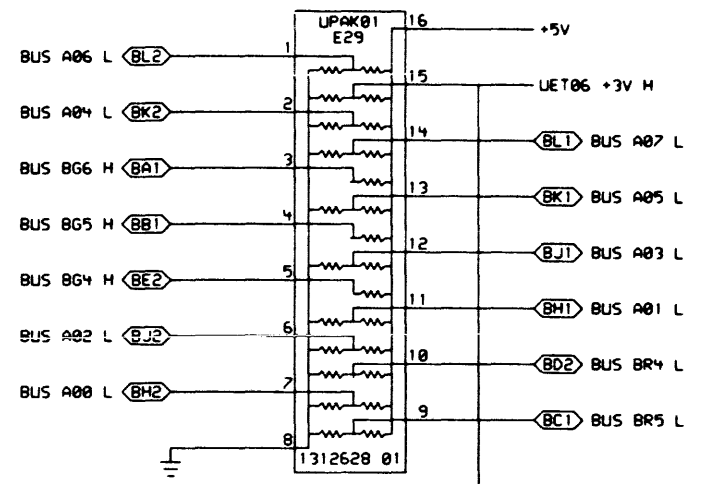 UPAK01 16
E29 +5V
1
BUS A06 L BL2
15
UET06 +3V H
2
BUS A04 L BK2
14
BL1 BUS A07 L
3
BUS BG6 H BA1
13
BK1 BUS A05 L
4
BUS BG5 H BB1
12
BJ1 BUS A03 L
5
BUS BG4 H BE2
11
BH1 BUS A01 L
6
BUS A02 L BJ2
10
BD2 BUS BR4 L
7
BUS A00 L BH2
9
BC1 BUS BR5 L
8
1312628 01